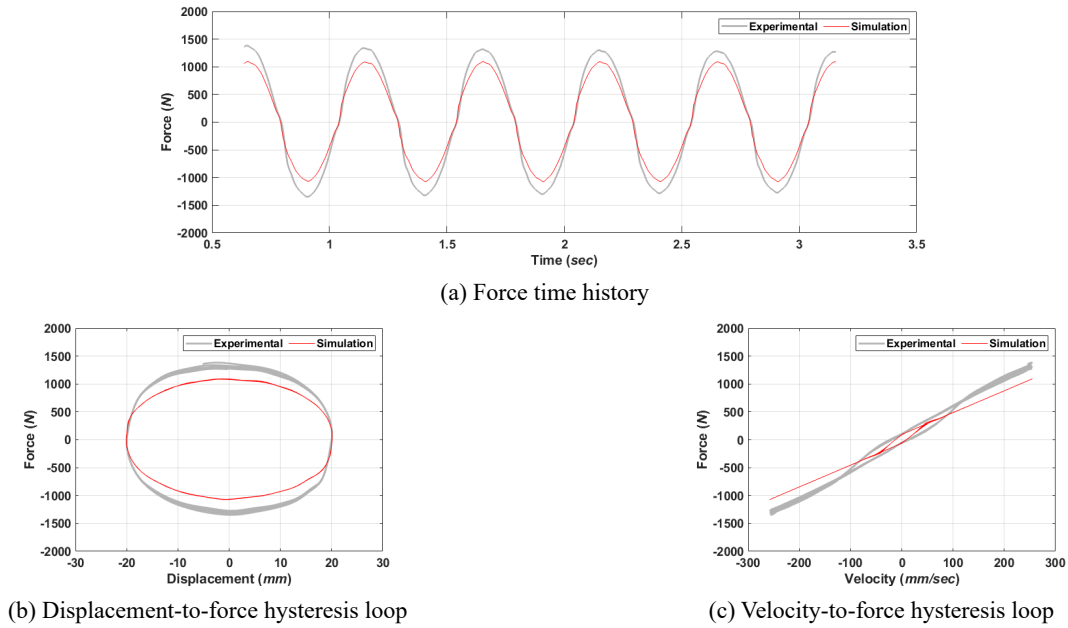 2000
1500
1000
500
0
-500
-1000
-1500
-2000
Force (N)
Experimental Simulation
0.5 1 1.5 2 2.5 3 3.5
Time (sec)
(a) Force time history
2000
1500
1000
500
0
-500
-1000
-1500
-2000
Force (N)
Experimental Simulation
-30 -20 -10 0 10 20 30
Displacement (mm)
(b) Displacement-to-force hysteresis loop
2000
1500
1000
500
0
-500
-1000
-1500
-2000
Force (N)
Experimental Simulation
-300 -200 -100 0 100 200 300
Velocity (mm/sec)
(c) Velocity-to-force hysteresis loop